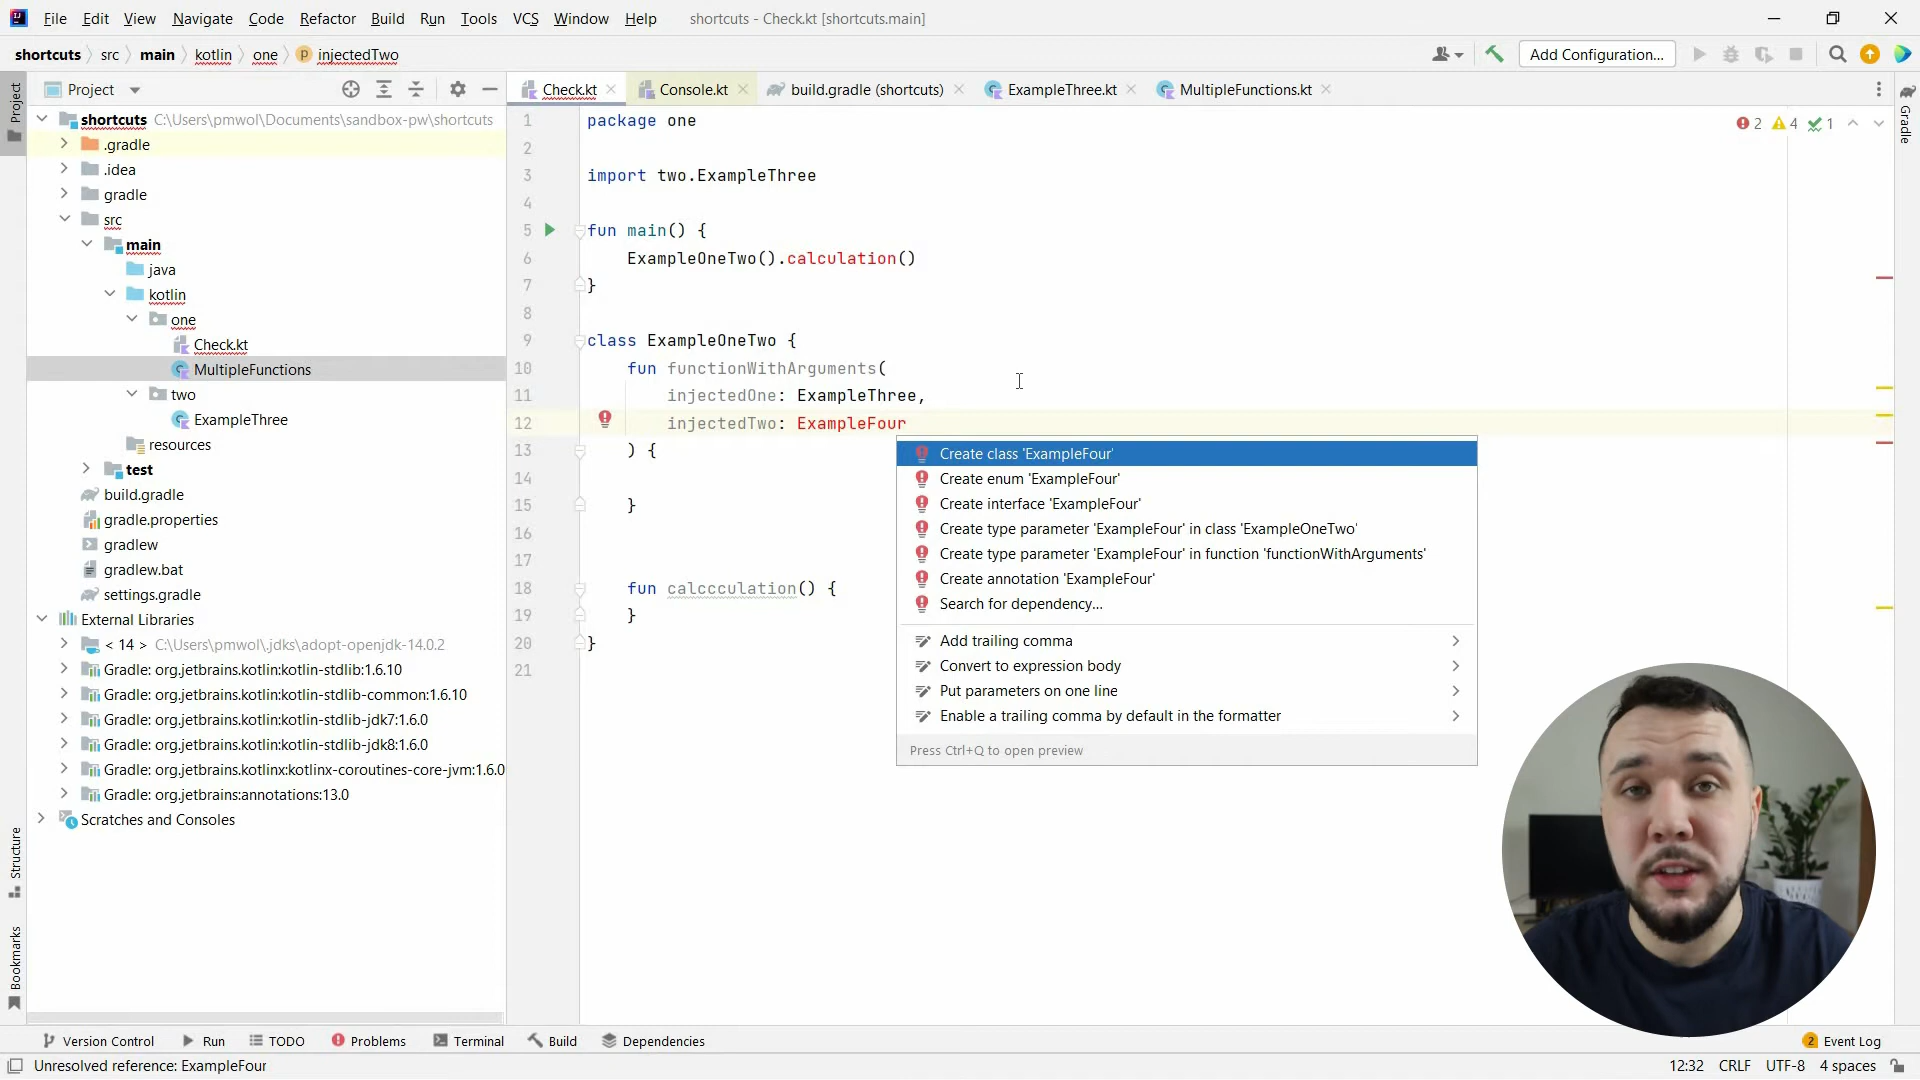 File Edit View Navigate Code Refactor Build Run Tools VCS Window Help shortcuts - Check.kt [shortcuts.main]
shortcuts src main kotlin one injectedTwo Add Configuration...
Project
Check.kt Console.kt build.gradle (shortcuts) ExampleThree.kt MultipleFunctions.kt
Project
Structure
Bookmarks
Gradle
shortcuts C:\Users\pmwol\Documents\sandbox-pw\shortcuts
.gradle
.idea
gradle
src
main
java
kotlin
one
Check.kt
MultipleFunctions
two
ExampleThree
resources
test
build.gradle
gradle.properties
gradlew
gradlew.bat
settings.gradle
External Libraries
< 14 > C:\Users\pmwol\.jdks\adopt-openjdk-14.0.2
Gradle: org.jetbrains.kotlin:kotlin-stdlib:1.6.10
Gradle: org.jetbrains.kotlin:kotlin-stdlib-common:1.6.10
Gradle: org.jetbrains.kotlin:kotlin-stdlib-jdk7:1.6.0
Gradle: org.jetbrains.kotlin:kotlin-stdlib-jdk8:1.6.0
Gradle: org.jetbrains.kotlinx:kotlinx-coroutines-core-jvm:1.6.0
Gradle: org.jetbrains:annotations:13.0
Scratches and Consoles
2 4 1
1 package one
2
3 import two.ExampleThree
4
5 fun main() {
6 ExampleOneTwo().calculation()
7 }
8
9 class ExampleOneTwo {
10 fun functionWithArguments(
11 injectedOne: ExampleThree,
12 injectedTwo: ExampleFour
13 ) {
14
15 }
16
17
18 fun calccculation() {
19 }
20 }
21
Create class 'ExampleFour'
Create enum 'ExampleFour'
Create interface 'ExampleFour'
Create type parameter 'ExampleFour' in class 'ExampleOneTwo'
Create type parameter 'ExampleFour' in function 'functionWithArguments'
Create annotation 'ExampleFour'
Search for dependency...
Add trailing comma
Convert to expression body
Put parameters on one line
Enable a trailing comma by default in the formatter
Press Ctrl+Q to open preview
Version Control Run TODO Problems Terminal Build Dependencies 2 Event Log
Unresolved reference: ExampleFour 12:32 CRLF UTF-8 4 spaces